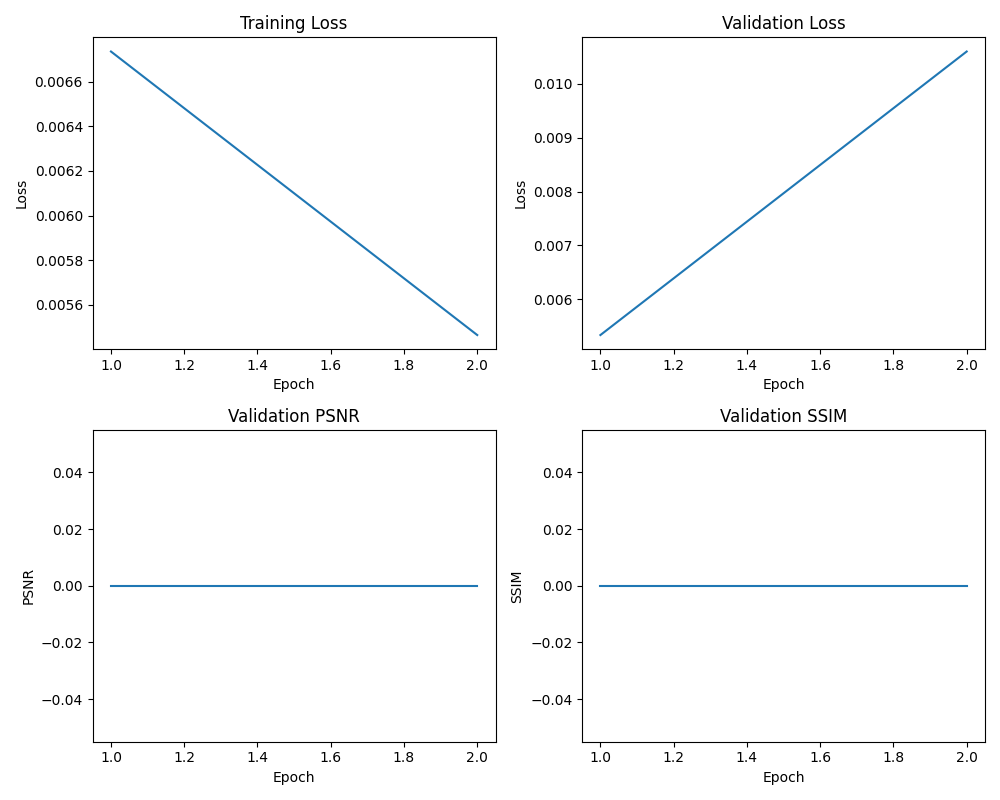 Training Loss
0.0066
0.0064
0.0062
0.0060
0.0058
0.0056
Loss
1.0 1.2 1.4 1.6 1.8 2.0
Epoch
Validation Loss
0.010
0.009
0.008
0.007
0.006
Loss
1.0 1.2 1.4 1.6 1.8 2.0
Epoch
Validation PSNR
0.04
0.02
0.00
−0.02
−0.04
PSNR
1.0 1.2 1.4 1.6 1.8 2.0
Epoch
Validation SSIM
0.04
0.02
0.00
−0.02
−0.04
SSIM
1.0 1.2 1.4 1.6 1.8 2.0
Epoch